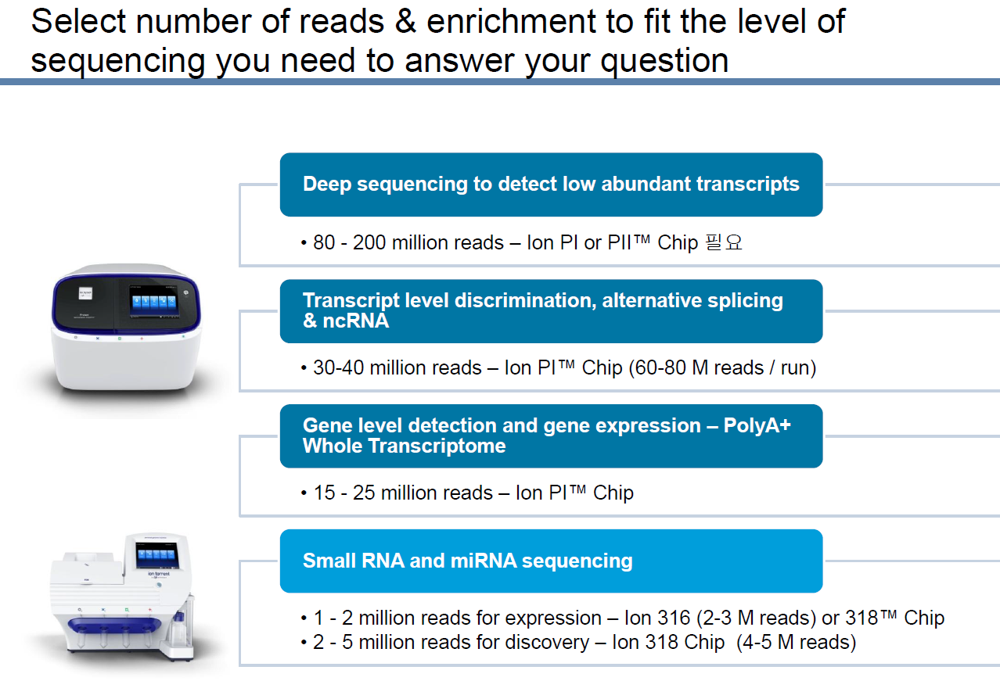 Select number of reads & enrichment to fit the level of
sequencing you need to answer your question
Deep sequencing to detect low abundant transcripts
• 80 - 200 million reads – Ion PI or PII™ Chip 필요
Transcript level discrimination, alternative splicing
& ncRNA
• 30-40 million reads – Ion PI™ Chip (60-80 M reads / run)
Gene level detection and gene expression – PolyA+
Whole Transcriptome
• 15 - 25 million reads – Ion PI™ Chip
ion torrent
Small RNA and miRNA sequencing
• 1 - 2 million reads for expression – Ion 316 (2-3 M reads) or 318™ Chip
• 2 - 5 million reads for discovery – Ion 318 Chip (4-5 M reads)